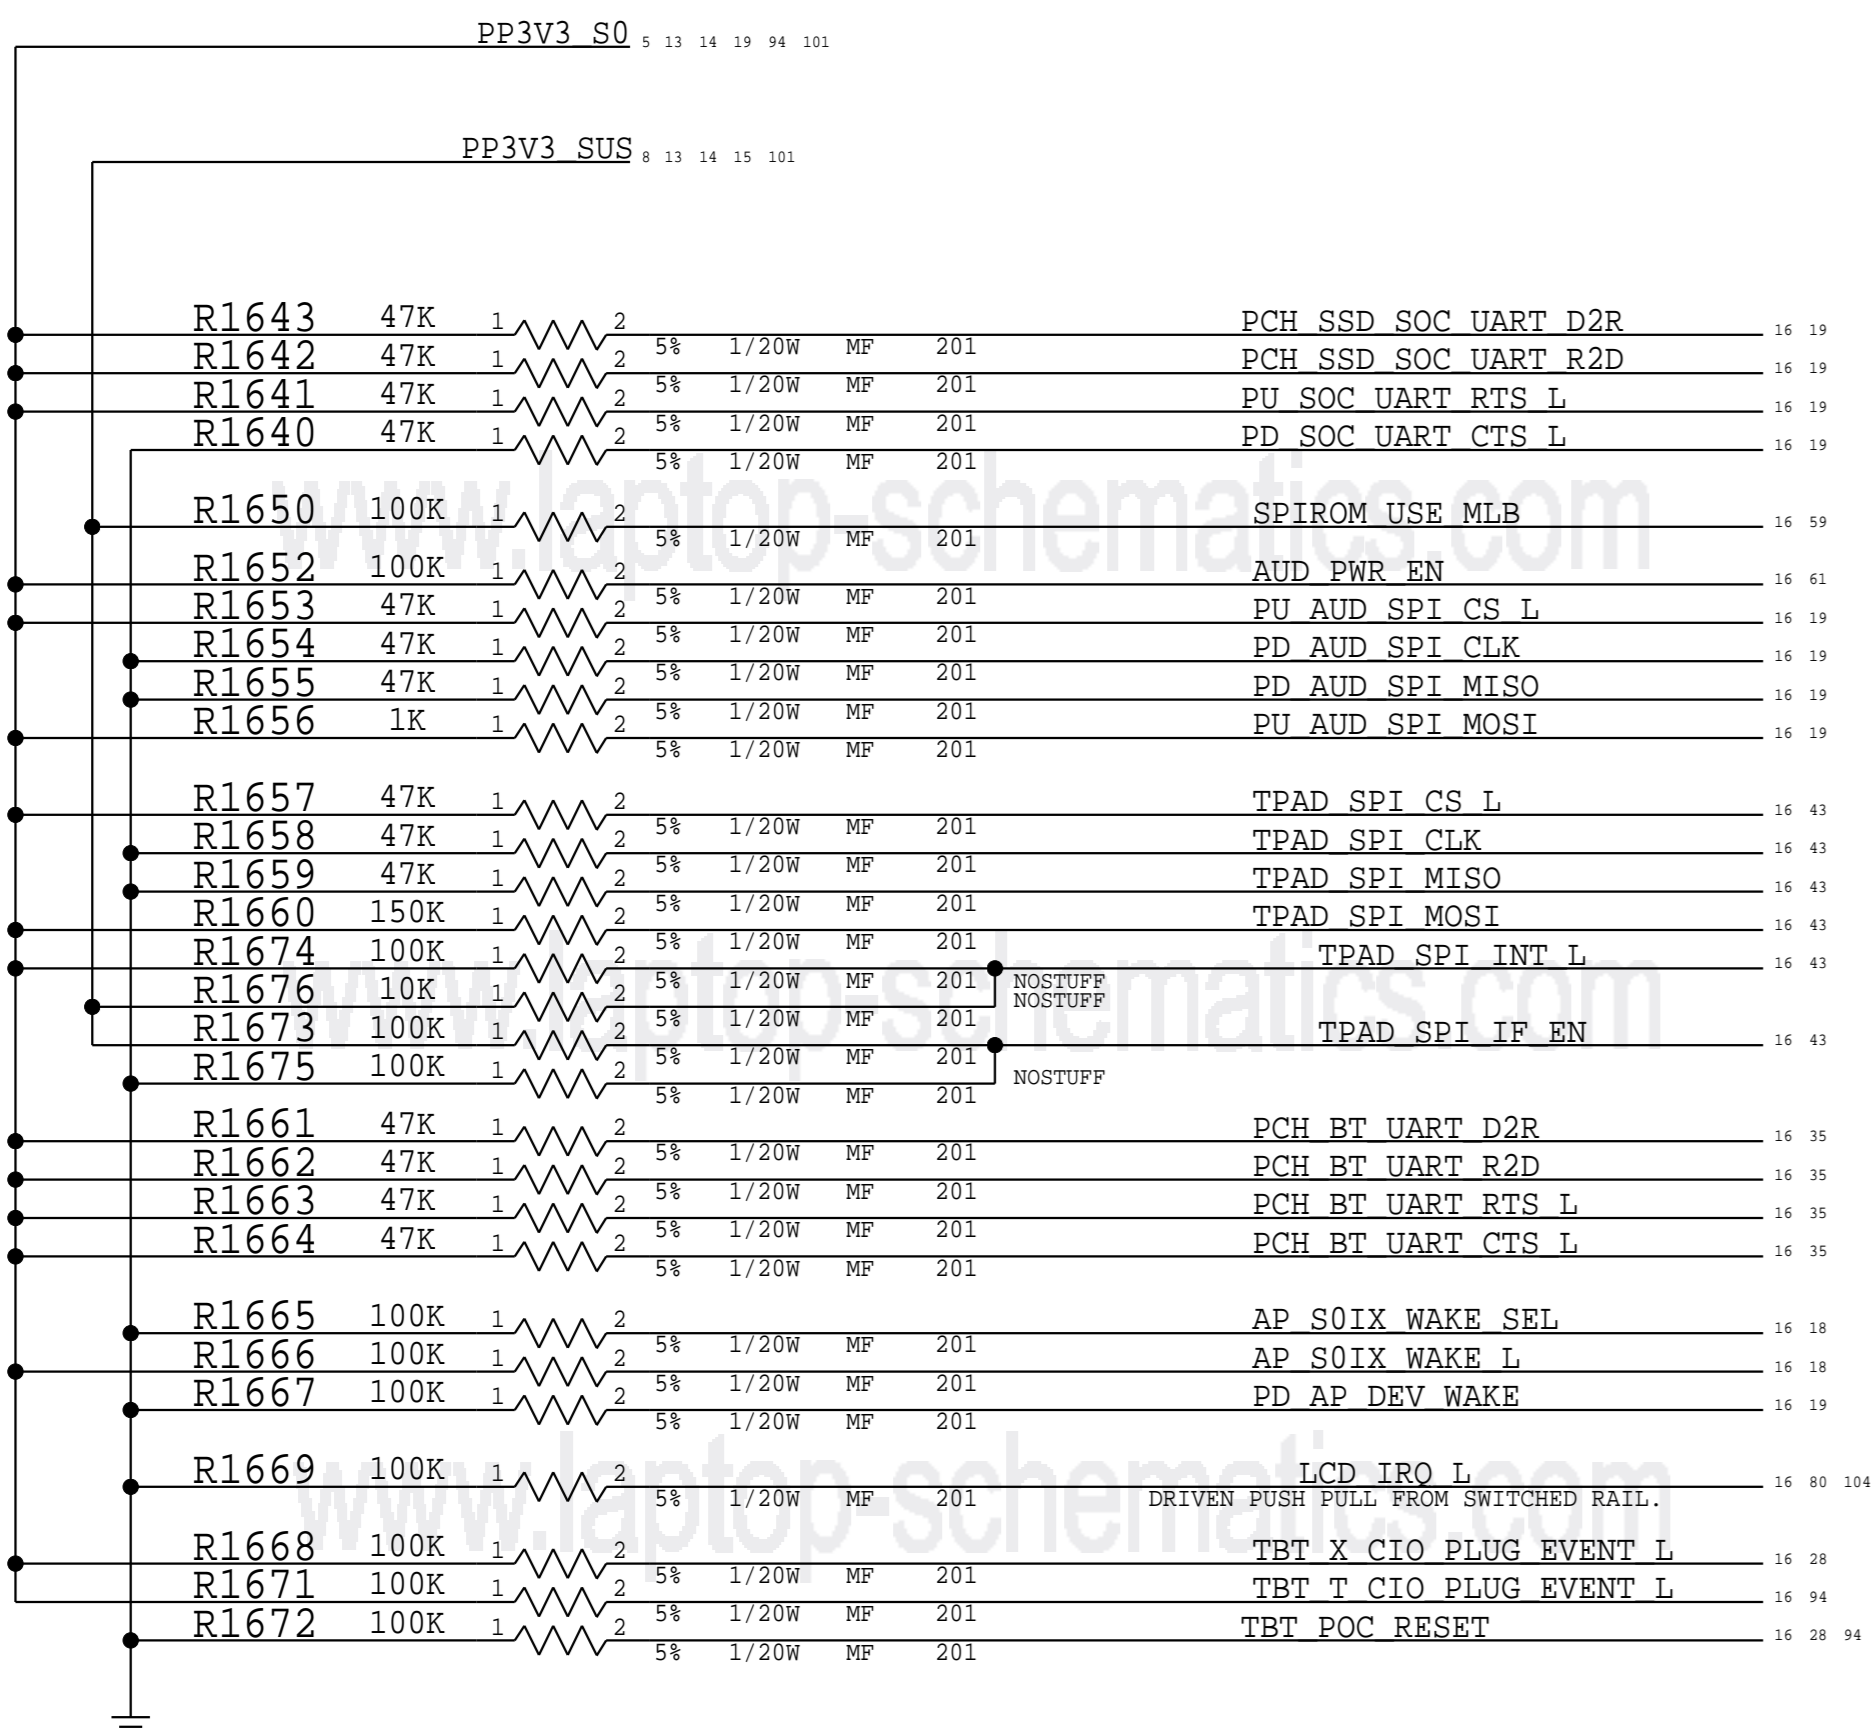 PP3V3_S0 5 13 14 19 94 101
PP3V3_SUS 8 13 14 15 101
R1643 47K 1 2 PCH_SSD_SOC_UART_D2R 16 19
5% 1/20W MF 201
R1642 47K 1 2 PCH_SSD_SOC_UART_R2D 16 19
5% 1/20W MF 201
R1641 47K 1 2 PU_SOC_UART_RTS_L 16 19
5% 1/20W MF 201
R1640 47K 1 2 PD_SOC_UART_CTS_L 16 19
5% 1/20W MF 201
www.laptop-schematics.com
R1650 100K 1 2 SPIROM_USE_MLB 16 59
5% 1/20W MF 201
R1652 100K 1 2 AUD_PWR_EN 16 61
5% 1/20W MF 201
R1653 47K 1 2 PU_AUD_SPI_CS_L 16 19
5% 1/20W MF 201
R1654 47K 1 2 PD_AUD_SPI_CLK 16 19
5% 1/20W MF 201
R1655 47K 1 2 PD_AUD_SPI_MISO 16 19
5% 1/20W MF 201
R1656 1K 1 2 PU_AUD_SPI_MOSI 16 19
5% 1/20W MF 201
R1657 47K 1 2 TPAD_SPI_CS_L 16 43
5% 1/20W MF 201
R1658 47K 1 2 TPAD_SPI_CLK 16 43
5% 1/20W MF 201
R1659 47K 1 2 TPAD_SPI_MISO 16 43
5% 1/20W MF 201
R1660 150K 1 2 TPAD_SPI_MOSI 16 43
5% 1/20W MF 201
R1674 100K 1 2 TPAD_SPI_INT_L 16 43
5% 1/20W MF 201 NOSTUFF
www.laptop-schematics.com
R1676 10K 1 2 NOSTUFF
5% 1/20W MF 201
R1673 100K 1 2 TPAD_SPI_IF_EN 16 43
5% 1/20W MF 201
R1675 100K 1 2 NOSTUFF
5% 1/20W MF 201
R1661 47K 1 2 PCH_BT_UART_D2R 16 35
5% 1/20W MF 201
R1662 47K 1 2 PCH_BT_UART_R2D 16 35
5% 1/20W MF 201
R1663 47K 1 2 PCH_BT_UART_RTS_L 16 35
5% 1/20W MF 201
R1664 47K 1 2 PCH_BT_UART_CTS_L 16 35
5% 1/20W MF 201
R1665 100K 1 2 AP_S0IX_WAKE_SEL 16 18
5% 1/20W MF 201
R1666 100K 1 2 AP_S0IX_WAKE_L 16 18
5% 1/20W MF 201
R1667 100K 1 2 PD_AP_DEV_WAKE 16 19
5% 1/20W MF 201
R1669 100K 1 2 LCD_IRQ_L 16 80 104
5% 1/20W MF 201 DRIVEN PUSH PULL FROM SWITCHED RAIL.
www.laptop-schematics.com
R1668 100K 1 2 TBT_X_CIO_PLUG_EVENT_L 16 28
5% 1/20W MF 201
R1671 100K 1 2 TBT_T_CIO_PLUG_EVENT_L 16 94
5% 1/20W MF 201
R1672 100K 1 2 TBT_POC_RESET 16 28 94
5% 1/20W MF 201